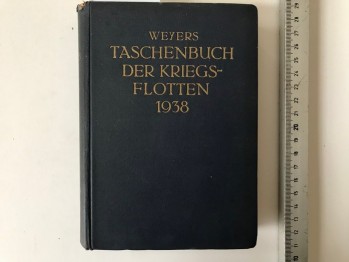 WEYERS
TASCHENBUCH
DER KRIEGS-
FLOTTEN
1938